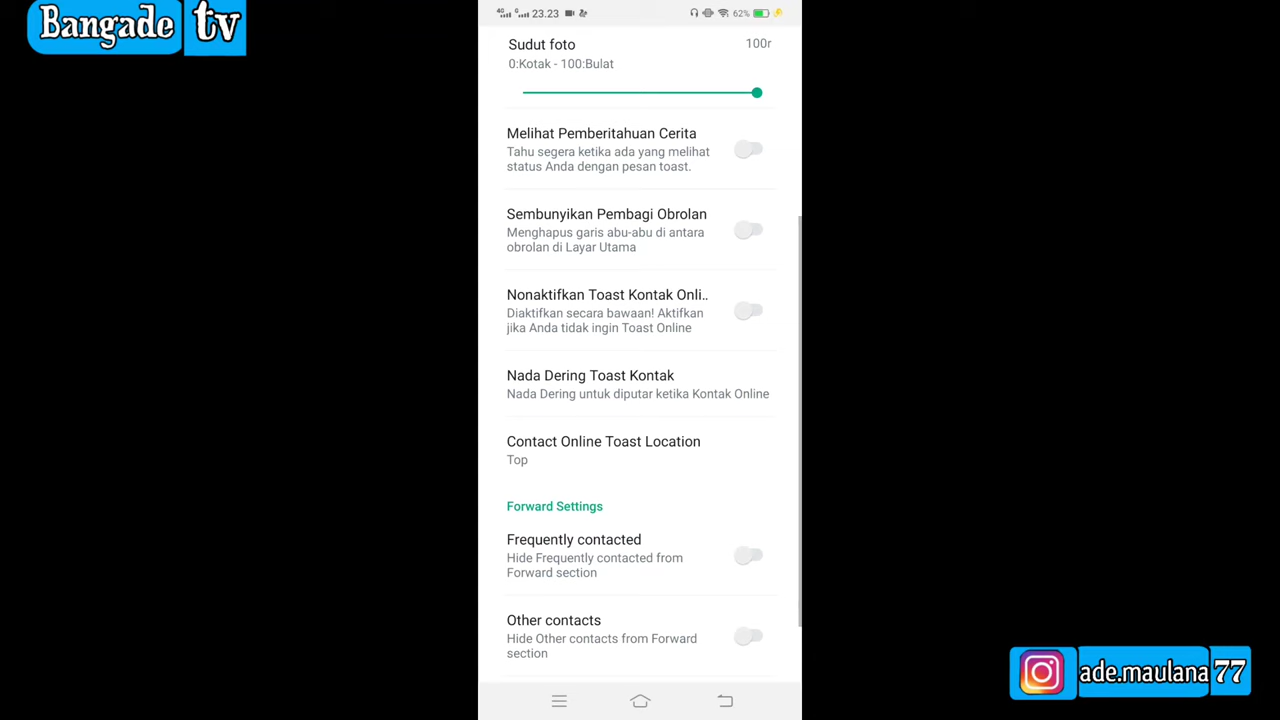 Bangade tv
4G G 23.23 62%
Sudut foto 100r
0:Kotak - 100:Bulat
Melihat Pemberitahuan Cerita
Tahu segera ketika ada yang melihat
status Anda dengan pesan toast.
Sembunyikan Pembagi Obrolan
Menghapus garis abu-abu di antara
obrolan di Layar Utama
Nonaktifkan Toast Kontak Onli..
Diaktifkan secara bawaan! Aktifkan
jika Anda tidak ingin Toast Online
Nada Dering Toast Kontak
Nada Dering untuk diputar ketika Kontak Online
Contact Online Toast Location
Top
Forward Settings
Frequently contacted
Hide Frequently contacted from
Forward section
Other contacts
Hide Other contacts from Forward
section
ade.maulana 77